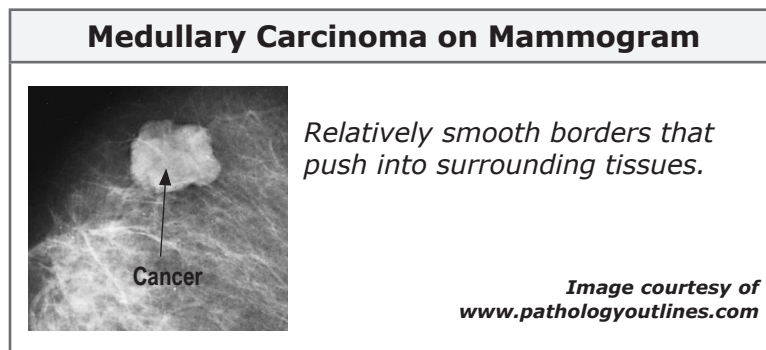 Medullary Carcinoma on Mammogram
Relatively smooth borders that
push into surrounding tissues.
Cancer
Image courtesy of
www.pathologyoutlines.com